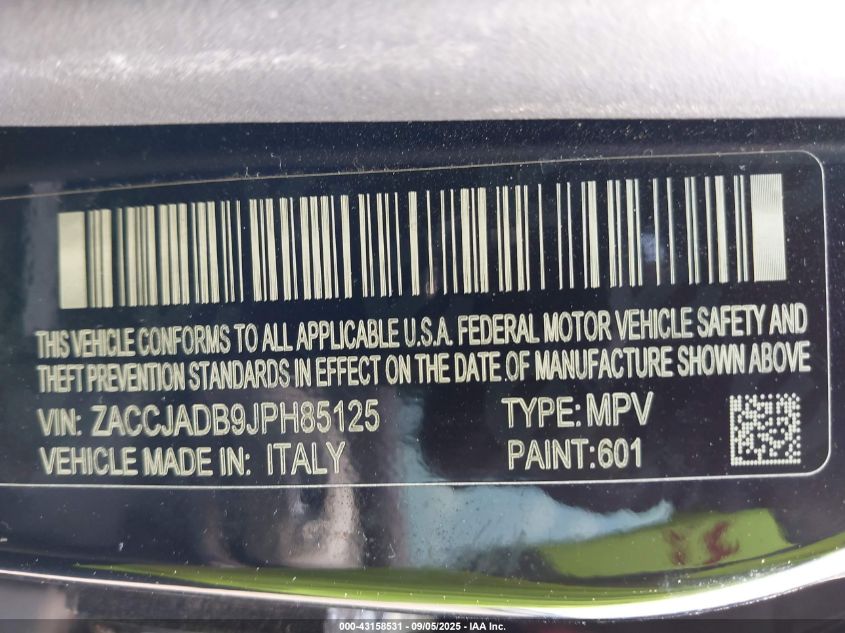 THIS VEHICLE CONFORMS TO ALL APPLICABLE U.S.A. FEDERAL MOTOR VEHICLE SAFETY AND
THEFT PREVENTION STANDARDS IN EFFECT ON THE DATE OF MANUFACTURE SHOWN ABOVE
VIN: ZACCJADB9JPH85125 TYPE: MPV
VEHICLE MADE IN: ITALY PAINT:601
000-43158531 - 09/05/2025 - IAA Inc.